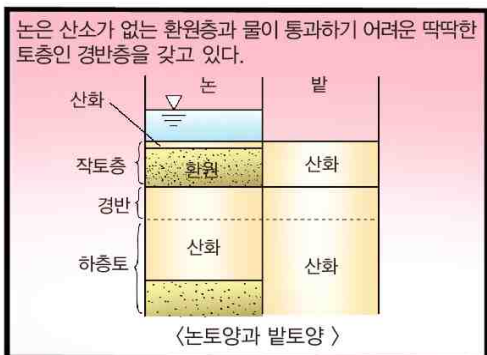 논은 산소가 없는 환원층과 물이 통과하기 어려운 딱딱한
토층인 경반층을 갖고 있다.
논 밭
산화
작토층 환원 산화
경반
하층토 산화 산화
〈논토양과 밭토양 〉